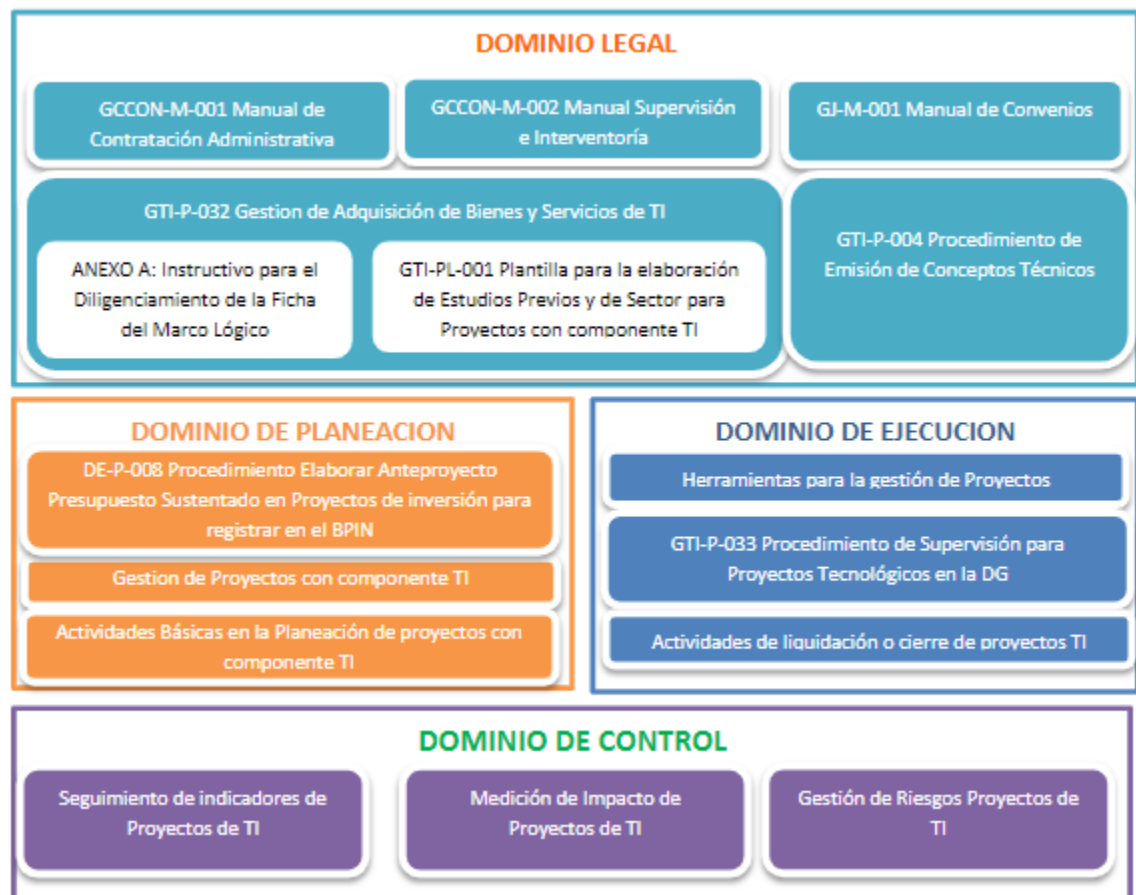 DOMINIO LEGAL
GCCON-M-001 Manual de
Contratación Administrativa
GCCON-M-002 Manual Supervisión
e Interventoría
GJ-M-001 Manual de Convenios
GTI-P-032 Gestion de Adquisición de Bienes y Servicios de TI
ANEXO A: Instructivo para el
Diligenciamiento de la Ficha
del Marco Lógico
GTI-PL-001 Plantilla para la elaboración
de Estudios Previos y de Sector para
Proyectos con componente TI
GTI-P-004 Procedimiento de
Emisión de Conceptos Técnicos
DOMINIO DE PLANEACION
DE-P-008 Procedimiento Elaborar Anteproyecto
Presupuesto Sustentado en Proyectos de inversión para
registrar en el BPIN
Gestion de Proyectos con componente TI
Actividades Básicas en la Planeación de proyectos con
componente TI
DOMINIO DE EJECUCION
Herramientas para la gestión de Proyectos
GTI-P-033 Procedimiento de Supervisión para
Proyectos Tecnológicos en la DG
Actividades de liquidación o cierre de proyectos TI
DOMINIO DE CONTROL
Seguimiento de indicadores de
Proyectos de TI
Medición de Impacto de
Proyectos de TI
Gestión de Riesgos Proyectos de
TI